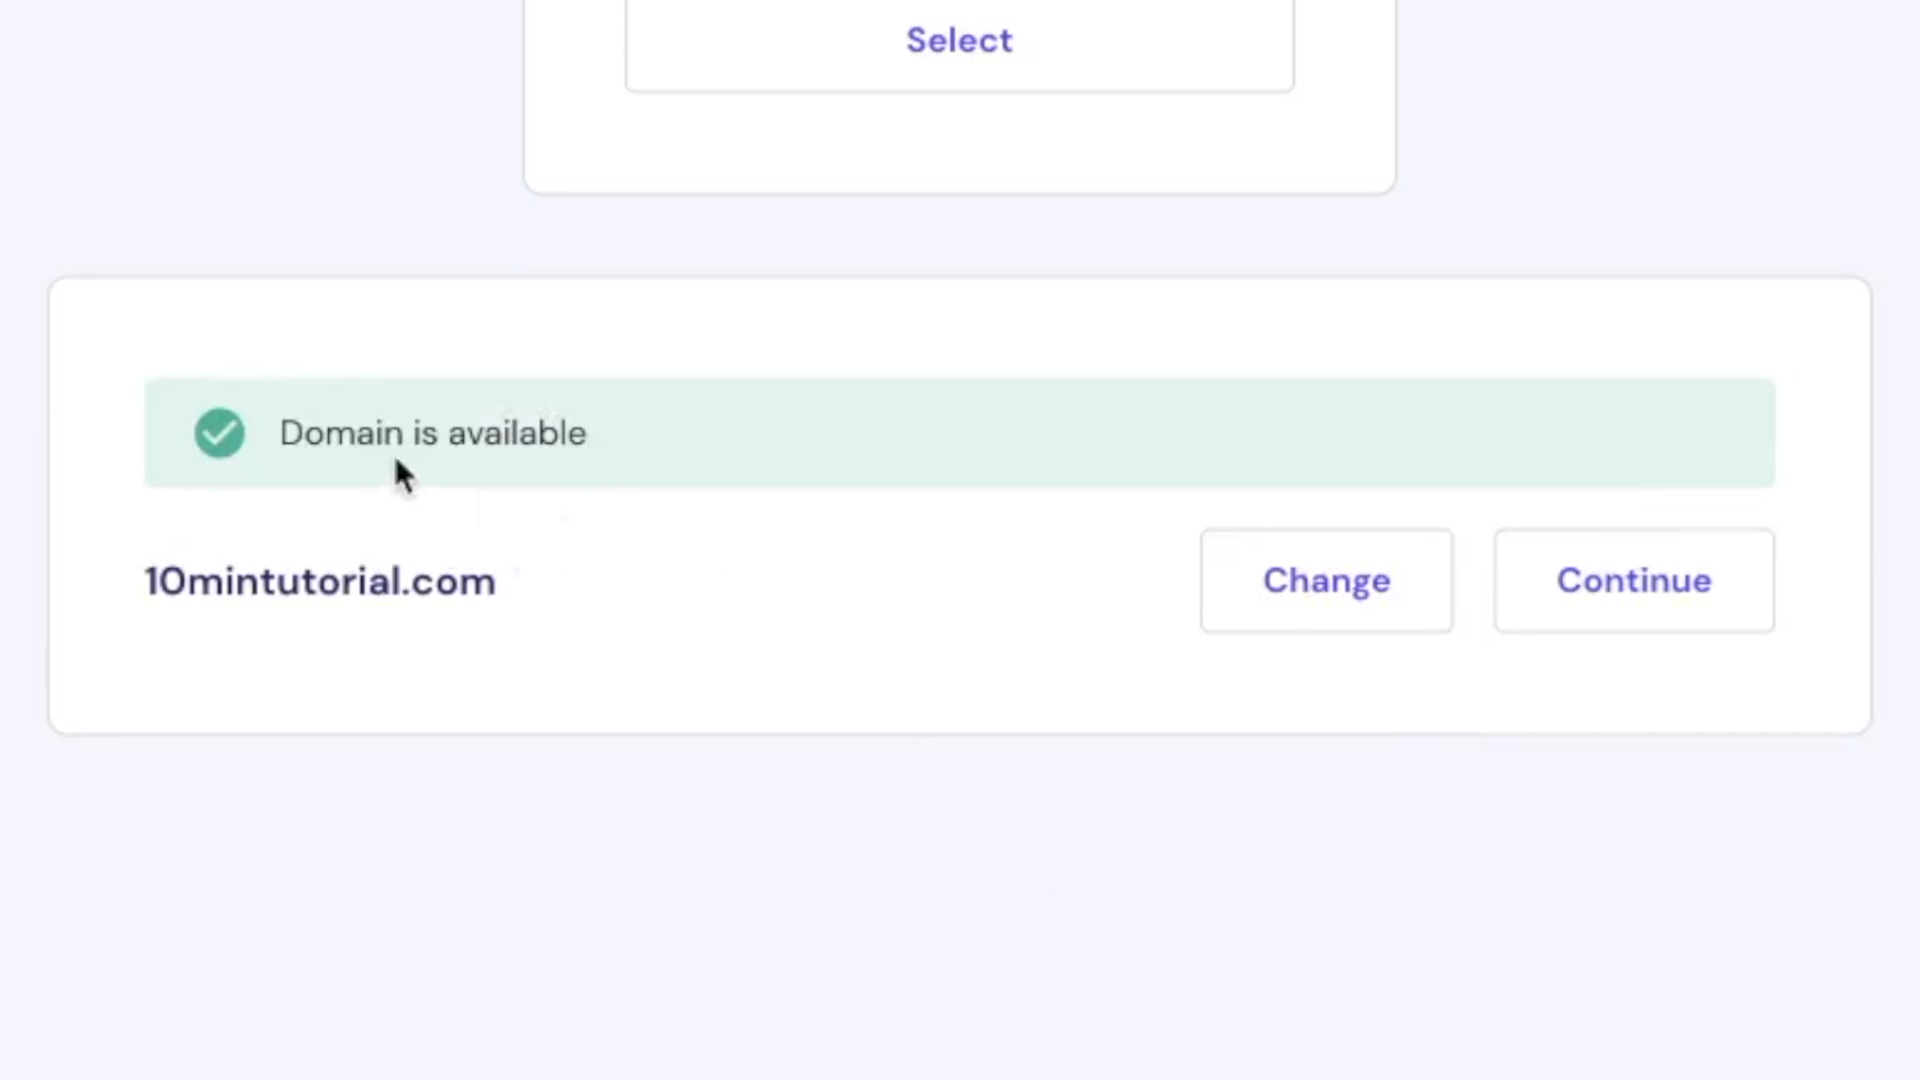 Select
Domain is available
10mintutorial.com
Change
Continue